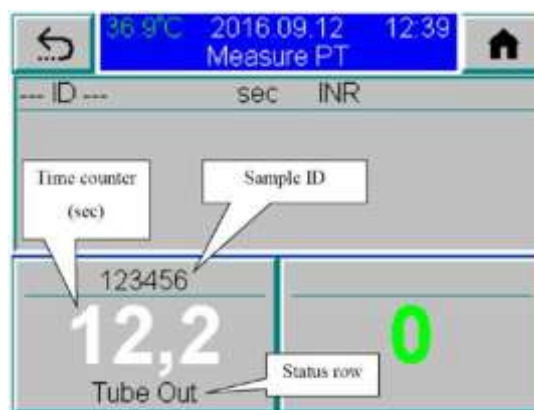 36.9°C 2016.09.12 12:39
Measure PT
--- ID --- sec INR
Time counter
(sec)
Sample ID
123456
12,2
0
Tube Out
Status row